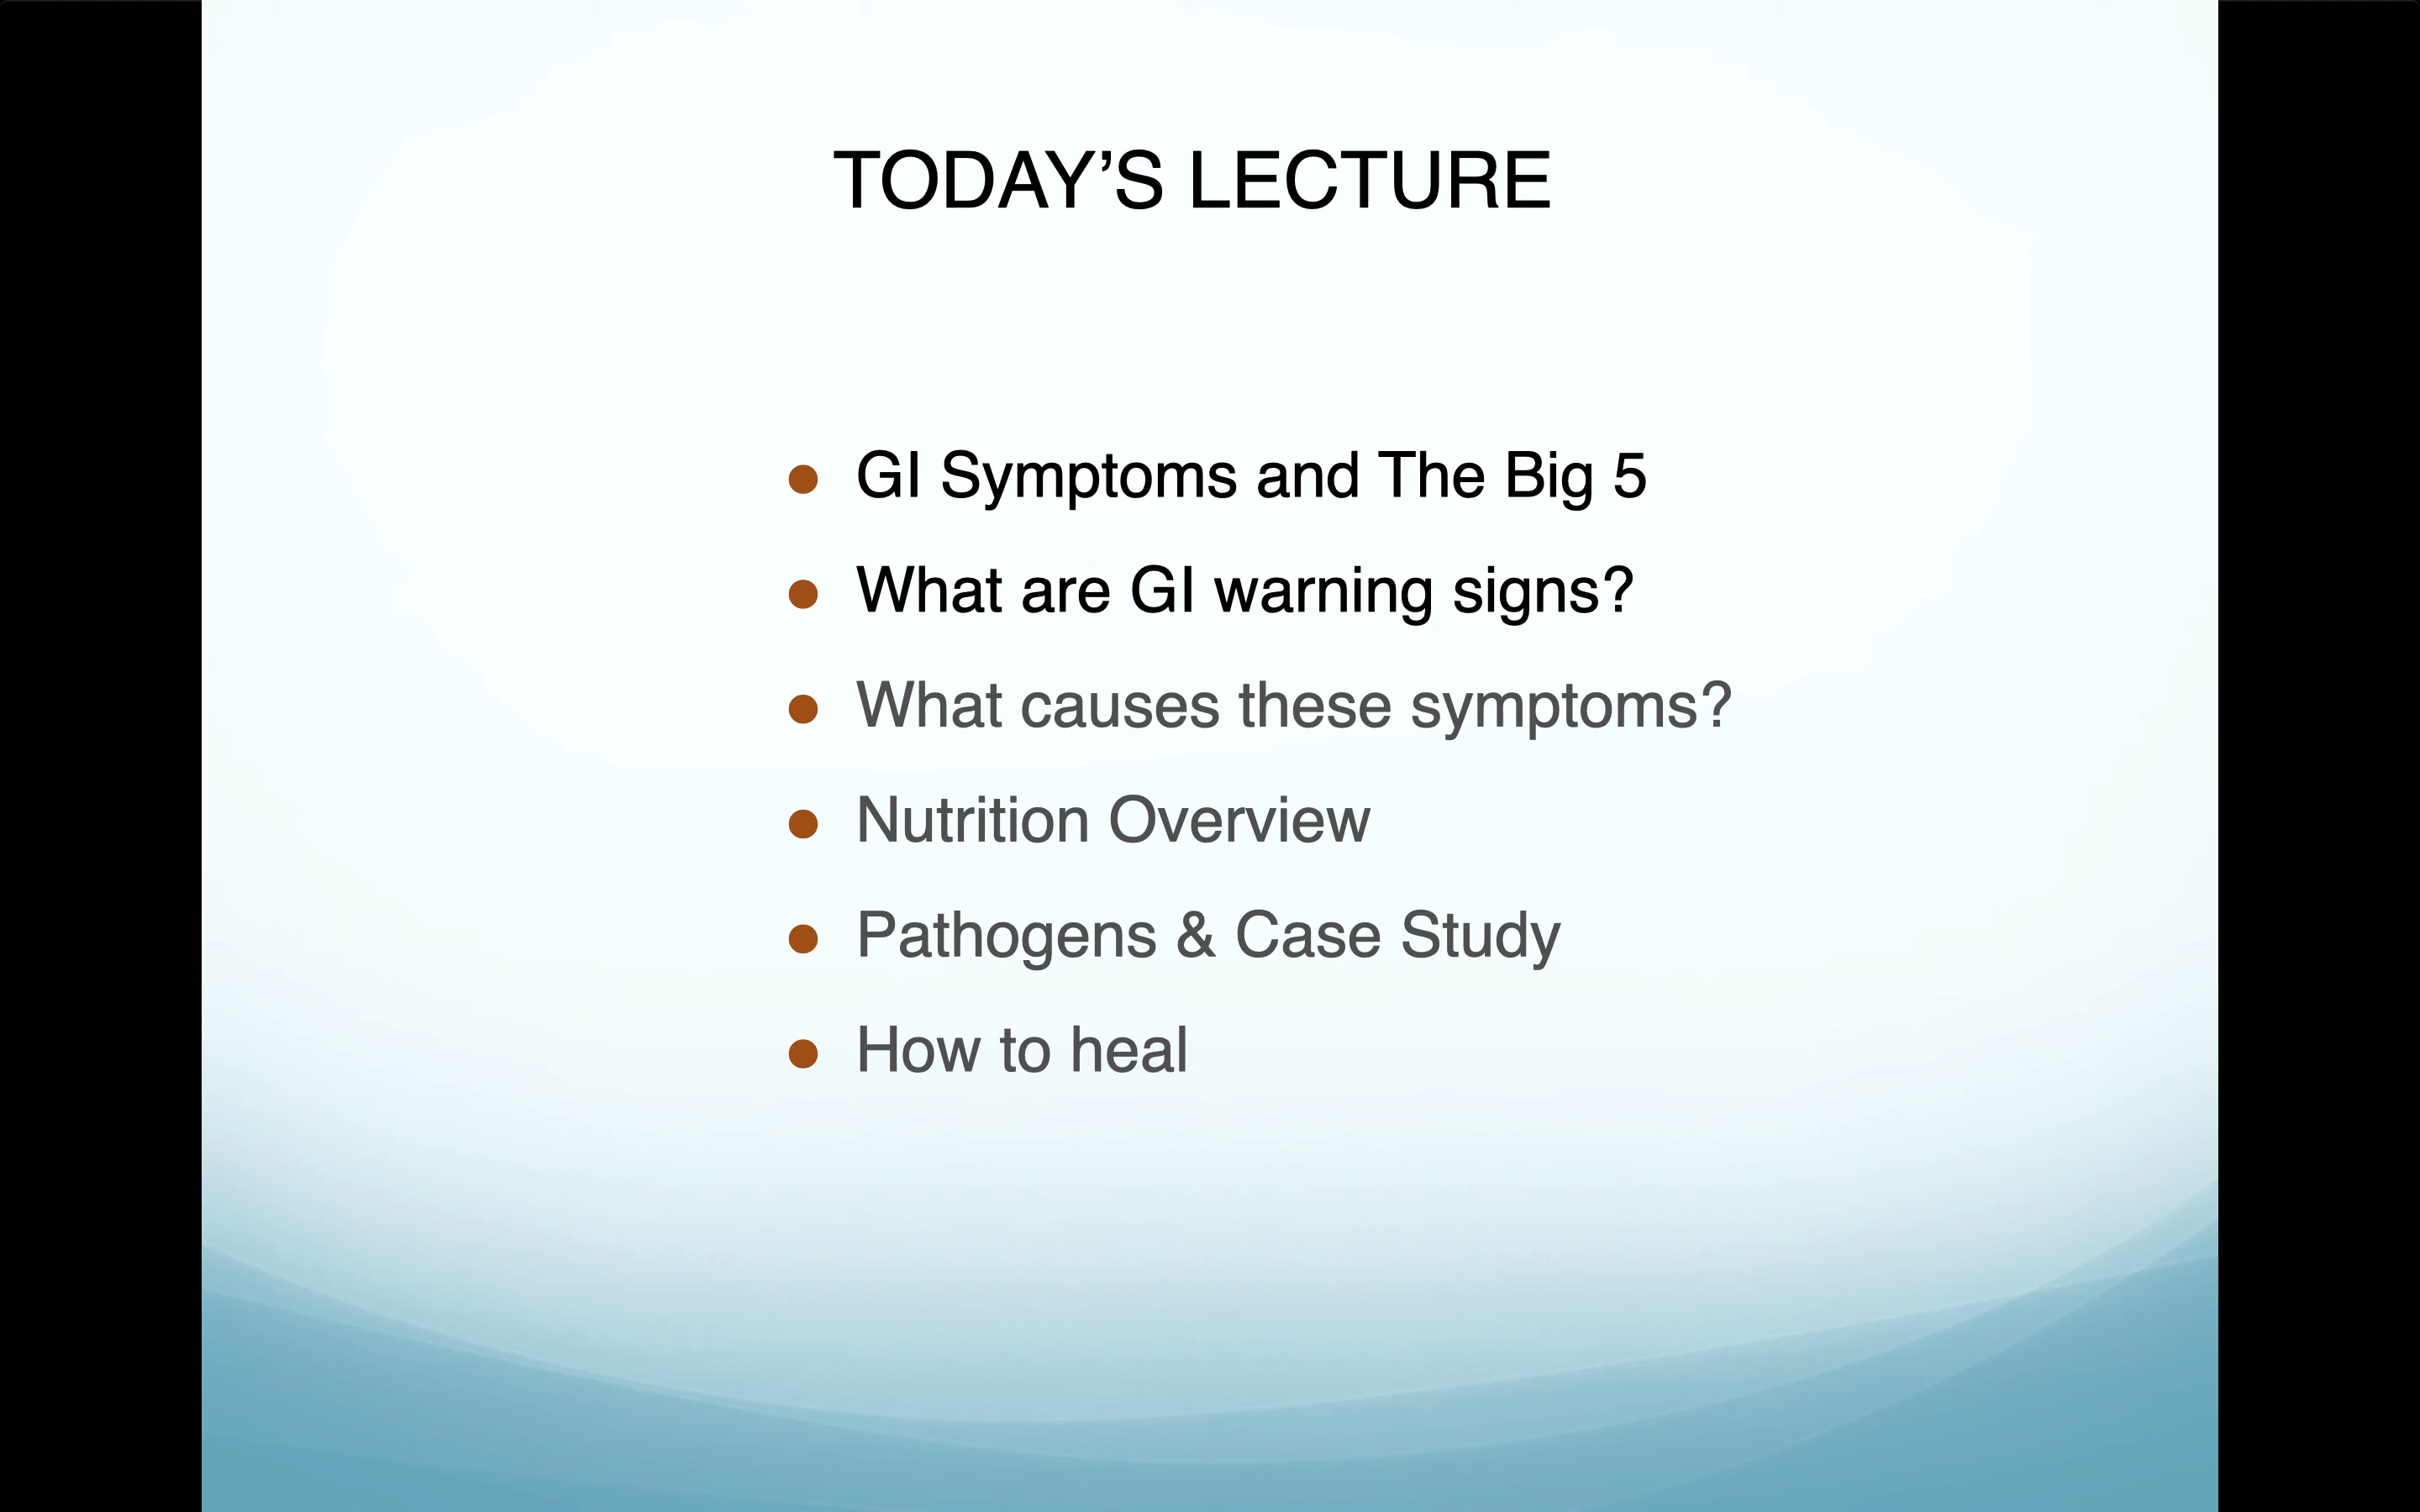 TODAY’S LECTURE
● GI Symptoms and The Big 5
● What are GI warning signs?
● What causes these symptoms?
● Nutrition Overview
● Pathogens & Case Study
● How to heal